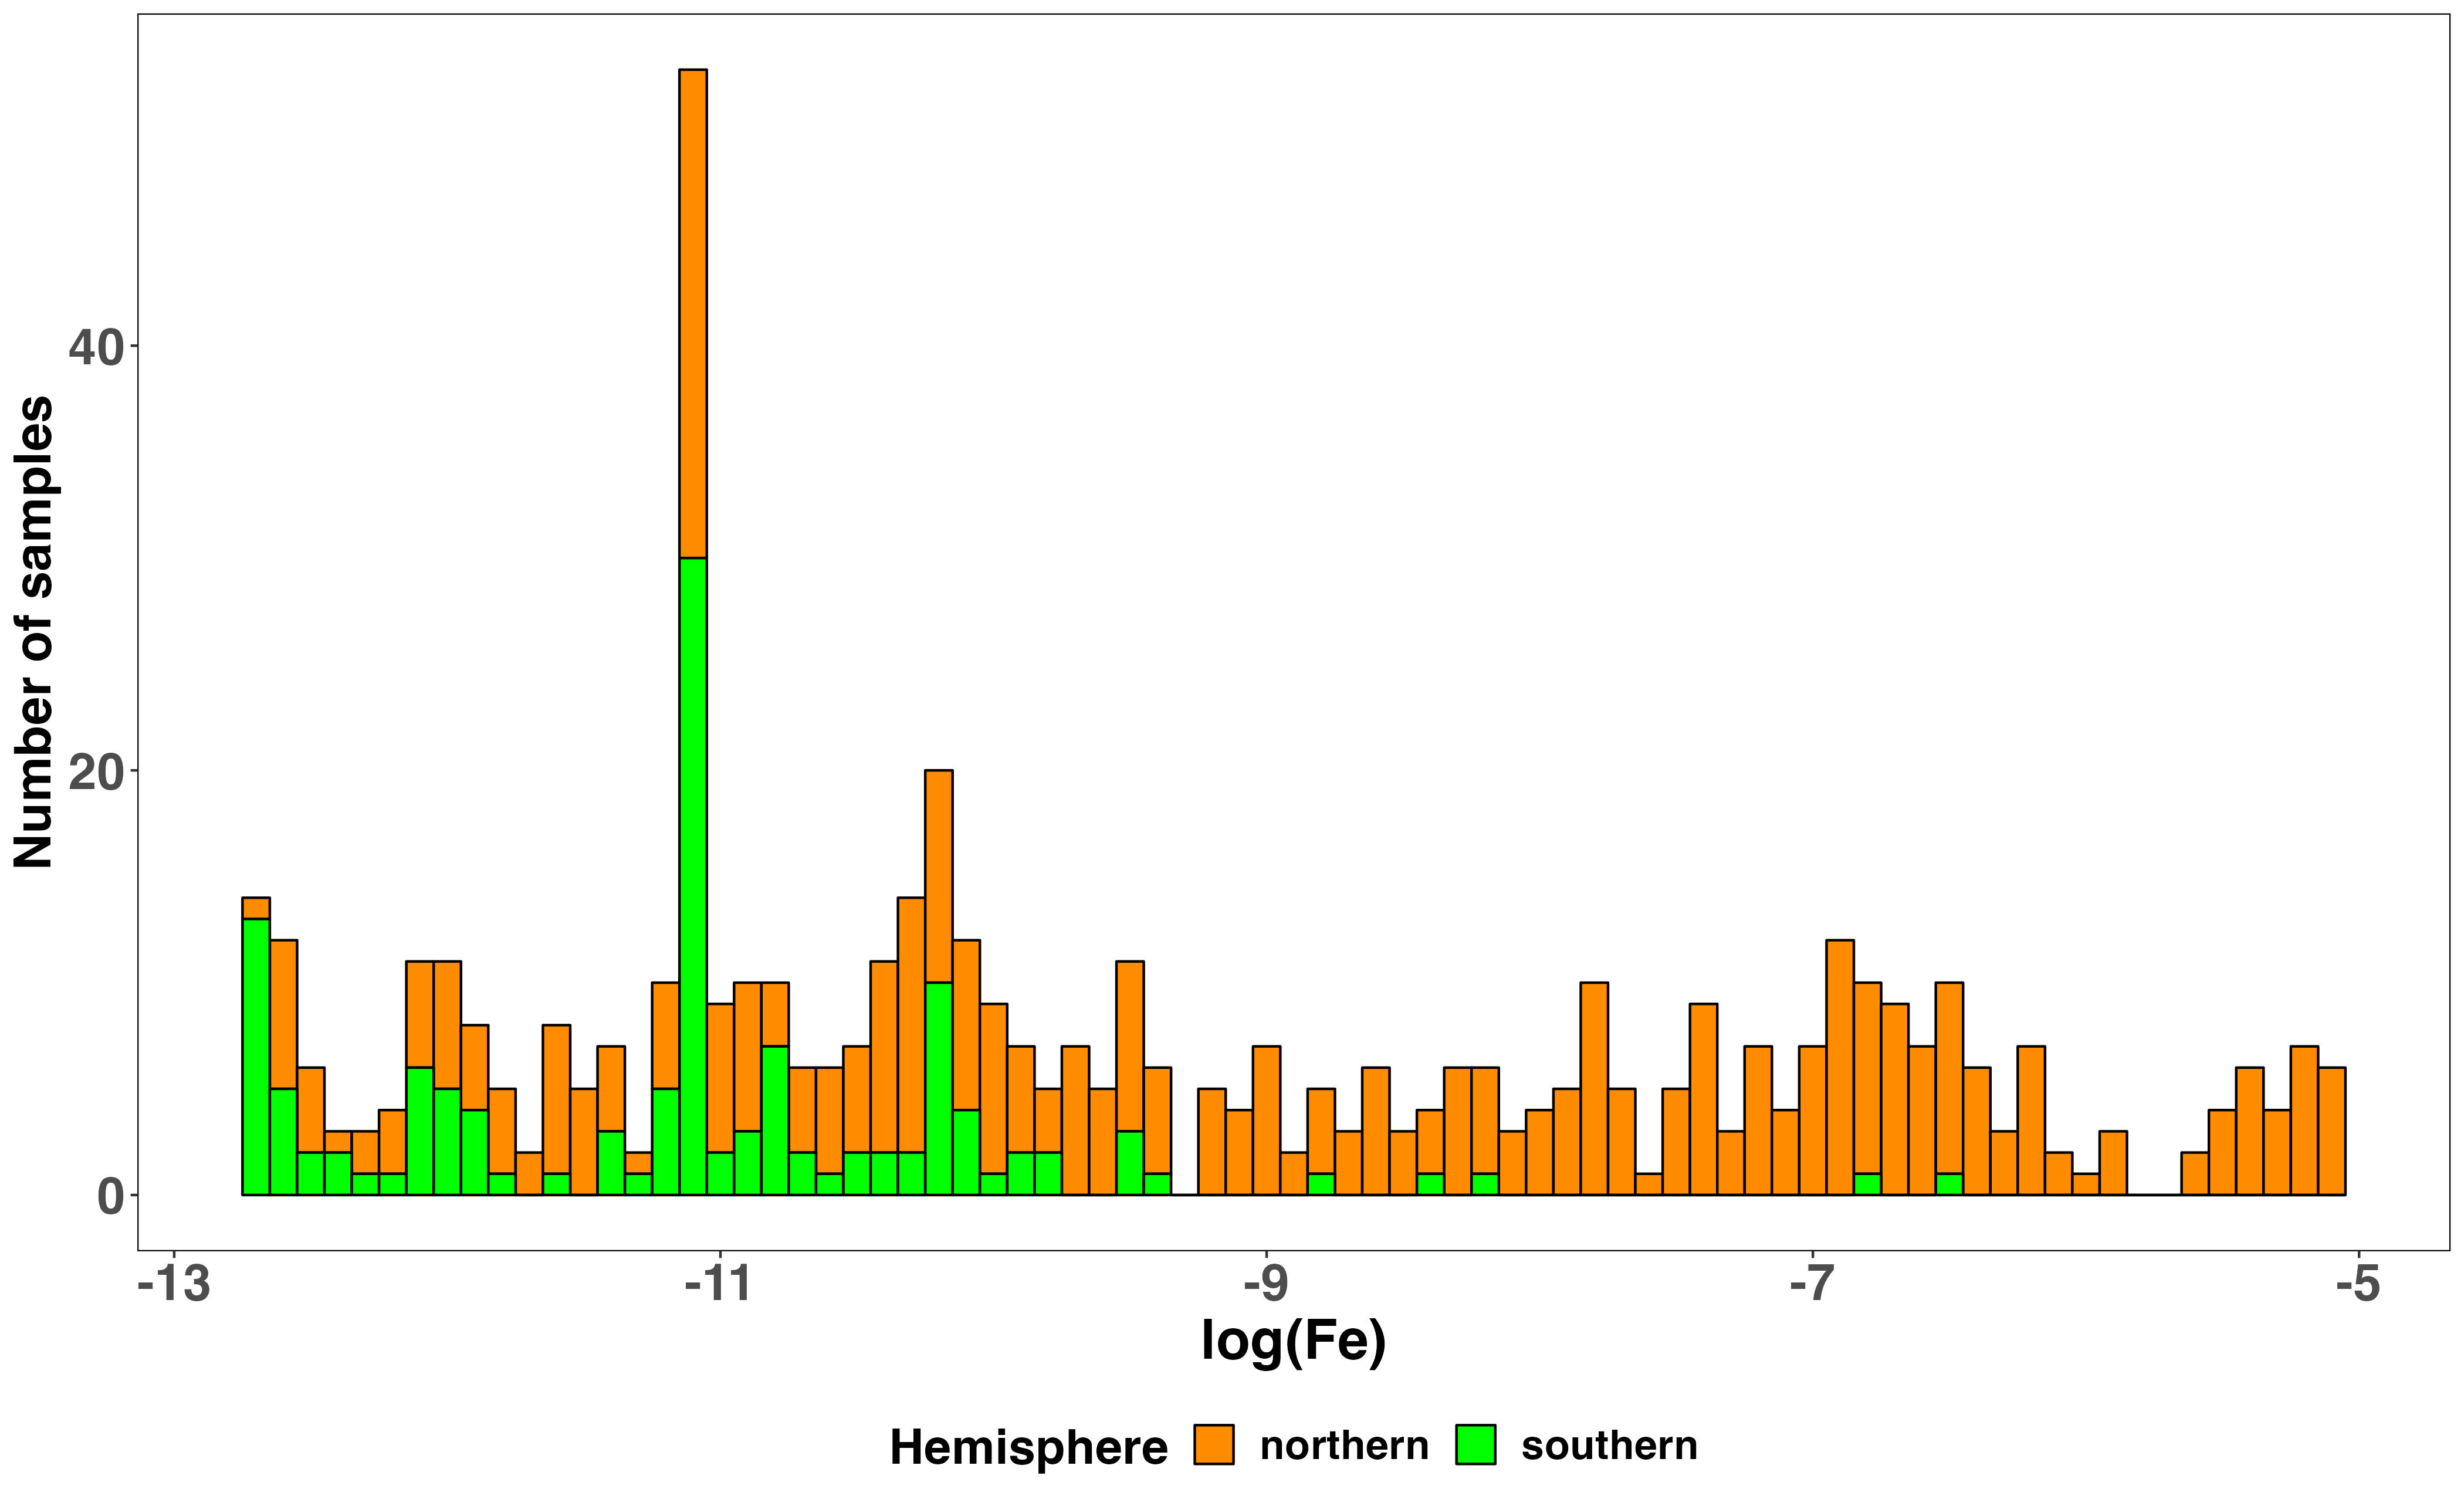 Number of samples
40
20
0
-13 -11 -9 -7 -5
log(Fe)
Hemisphere northern southern